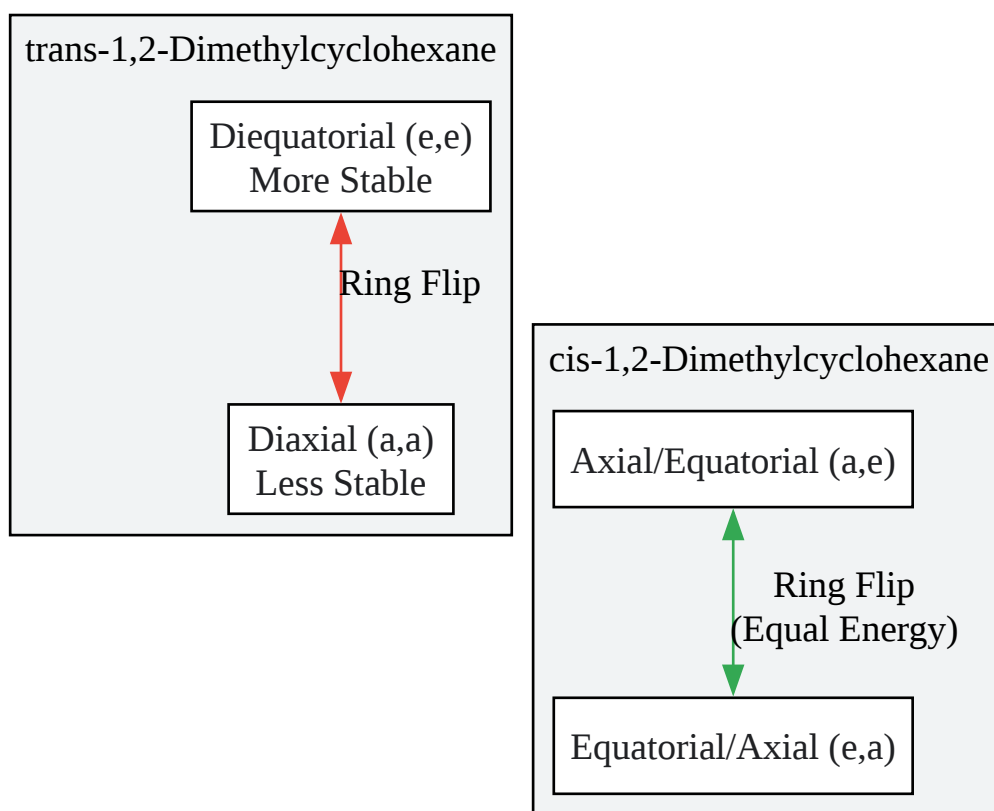 trans-1,2-Dimethylcyclohexane
Diequatorial (e,e)
More Stable
Ring Flip
Diaxial (a,a)
Less Stable
cis-1,2-Dimethylcyclohexane
Axial/Equatorial (a,e)
Ring Flip
(Equal Energy)
Equatorial/Axial (e,a)